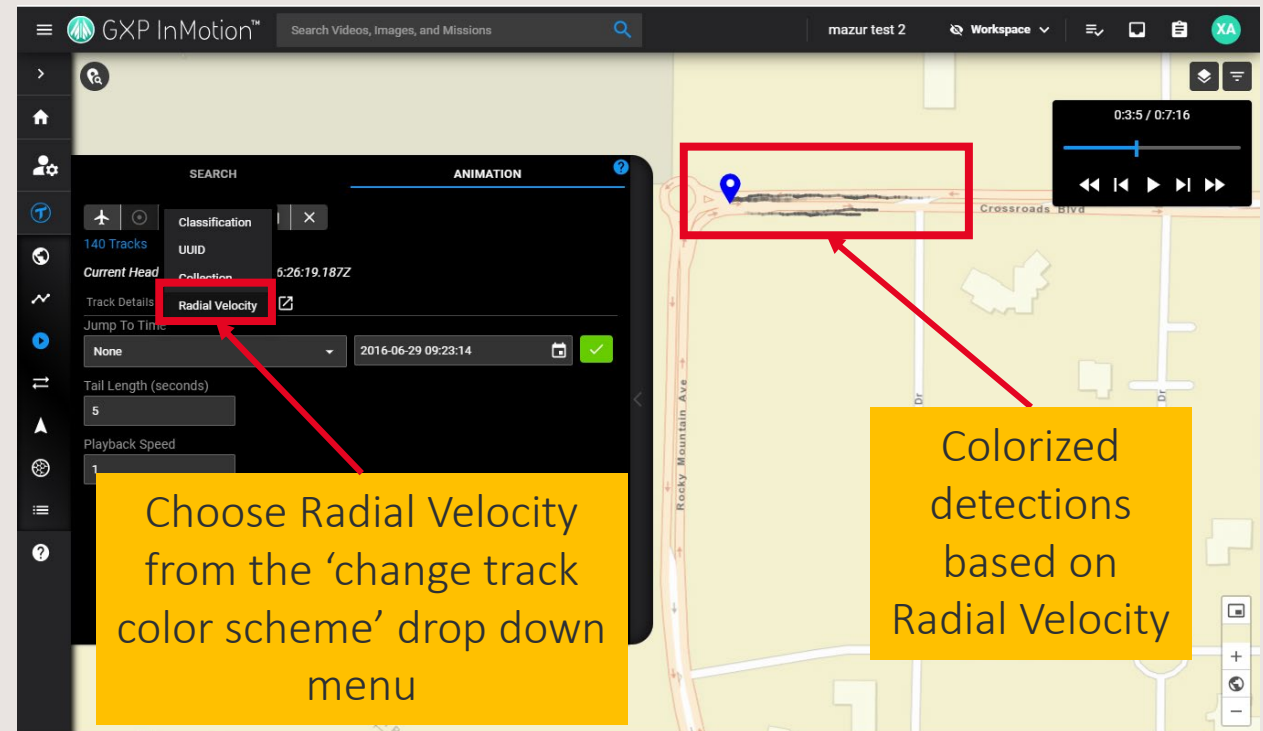 GXP InMotion™
Search Videos, Images, and Missions
mazur test 2
Workspace
XA
0:3:5 / 0:7:16
SEARCH
ANIMATION
Classification
140 Tracks
UUID
Current Head
6:26:19.187Z
Collection
Track Details
Radial Velocity
Jump To Time
None
2016-06-29 09:23:14
Tail Length (seconds)
5
Playback Speed
1
Crossroads Blvd
Rocky Mountain Ave
Dr
Dr
Choose Radial Velocity
from the ‘change track
color scheme’ drop down
menu
Colorized
detections
based on
Radial Velocity